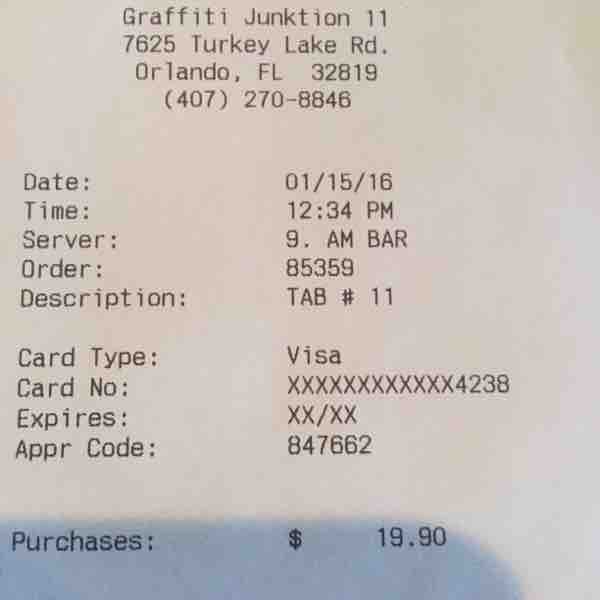 Graffiti Junktion 11
7625 Turkey Lake Rd.
Orlando, FL 32819
(407) 270-8846
Date: 01/15/16
Time: 12:34 PM
Server: 9. AM BAR
Order: 85359
Description: TAB # 11
Card Type: Visa
Card No: XXXXXXXXXXXX4238
Expires: XX/XX
Appr Code: 847662
Purchases: $ 19.90